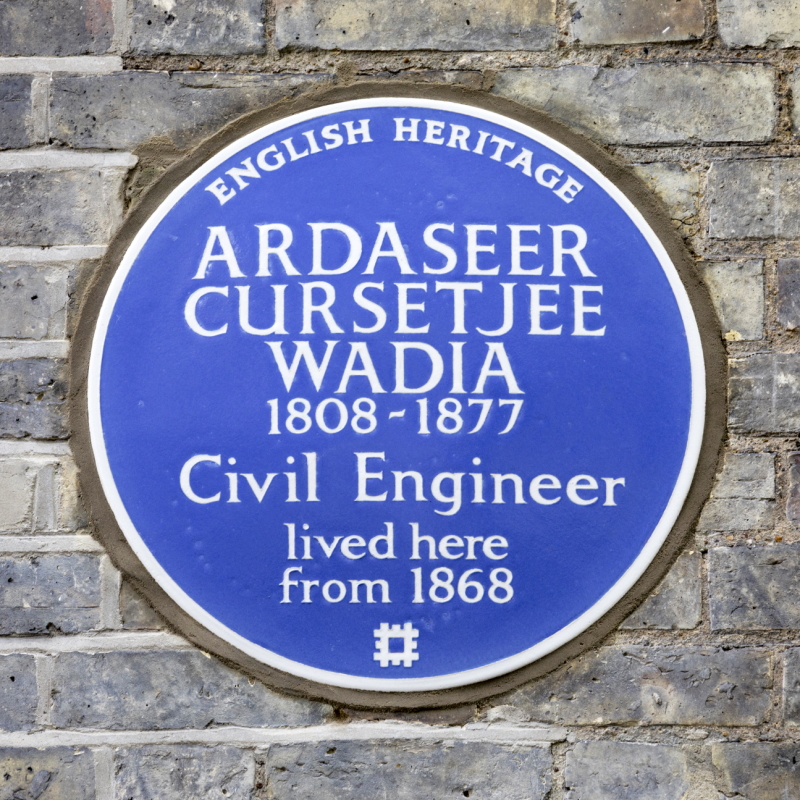 ENGLISH HERITAGE
ARDASEER
CURSETJEE
WADIA
1808-1877
Civil Engineer
lived here
from 1868